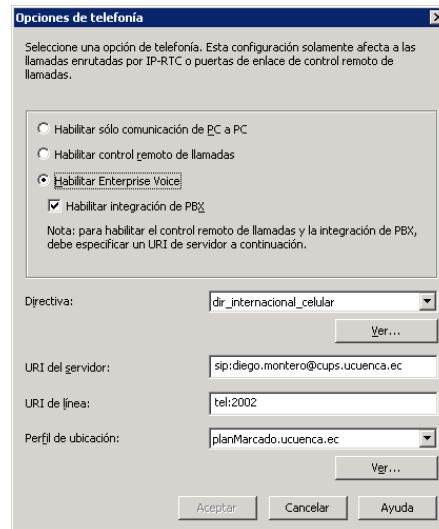 Opciones de telefonía
Seleccione una opción de telefonía. Esta configuración solamente afecta a las
llamadas enrutadas por IP-RTC o puertas de enlace de control remoto de
llamadas.
Habilitar sólo comunicación de PC a PC
Habilitar control remoto de llamadas
Habilitar Enterprise Voice
Habilitar integración de PBX
Nota: para habilitar el control remoto de llamadas y la integración de PBX,
debe especificar un URI de servidor a continuación.
Directiva: dir_internacional_celular
Ver...
URI del servidor: sip:diego.montero@cups.ucuenca.ec
URI de línea: tel:2002
Perfil de ubicación: planMarcado.ucuenca.ec
Ver...
Aceptar Cancelar Ayuda